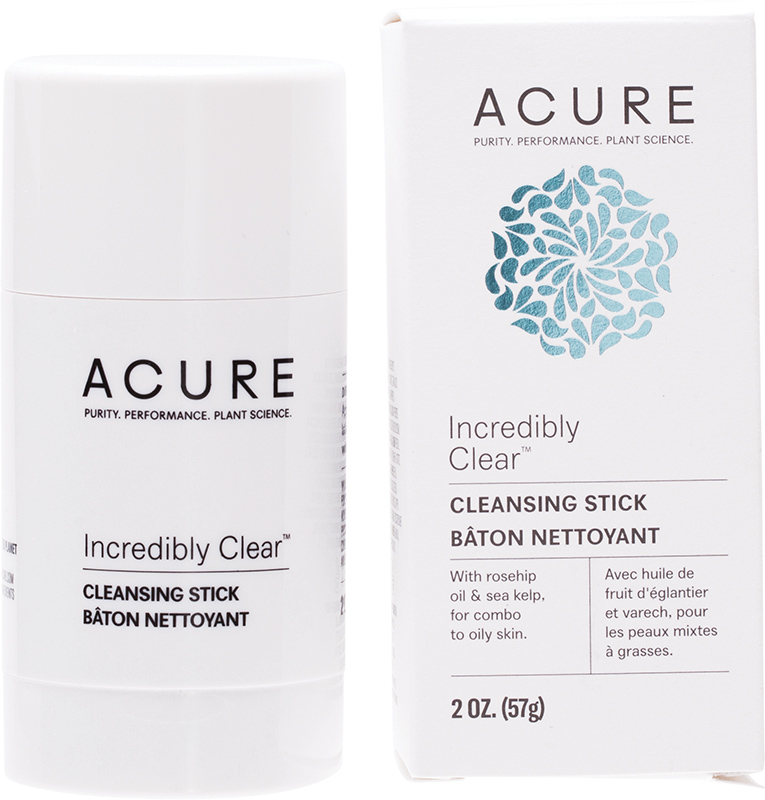 ACURE
PURITY. PERFORMANCE. PLANT SCIENCE.
Incredibly Clear™
CLEANSING STICK
BÂTON NETTOYANT
ACURE
PURITY. PERFORMANCE. PLANT SCIENCE.
Incredibly
Clear™
CLEANSING STICK
BÂTON NETTOYANT
With rosehip
oil & sea kelp,
for combo
to oily skin.
Avec huile de
fruit d'églantier
et varech, pour
les peaux mixtes
à grasses.
2 OZ. (57g)